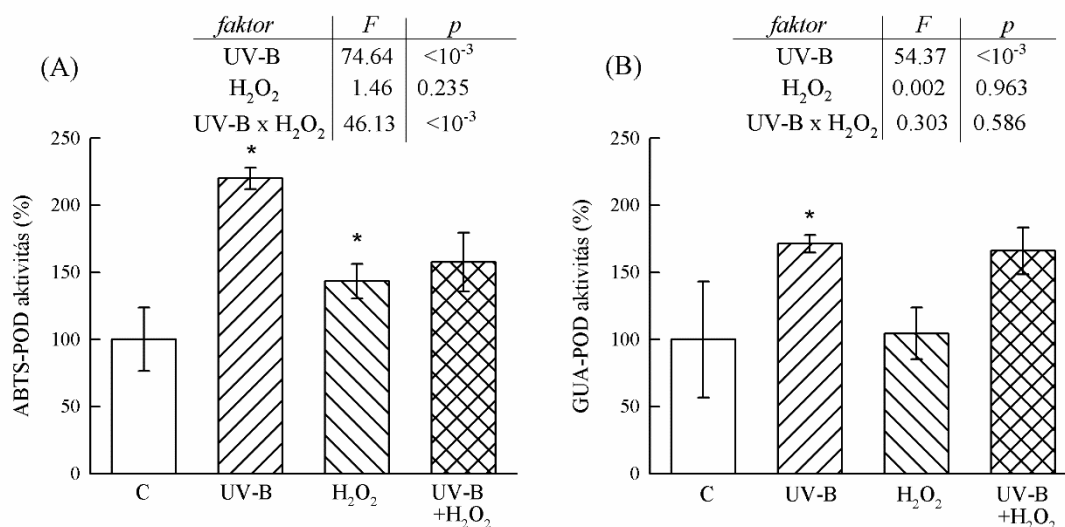 (A)
faktor F p
UV-B 74.64 <10⁻³
H₂O₂ 1.46 0.235
UV-B x H₂O₂ 46.13 <10⁻³
ABTS-POD aktivitás (%)
250
200
150
100
50
0
*
*
C UV-B H₂O₂ UV-B
+H₂O₂
(B)
faktor F p
UV-B 54.37 <10⁻³
H₂O₂ 0.002 0.963
UV-B x H₂O₂ 0.303 0.586
GUA-POD aktivitás (%)
250
200
150
100
50
0
*
C UV-B H₂O₂ UV-B
+H₂O₂